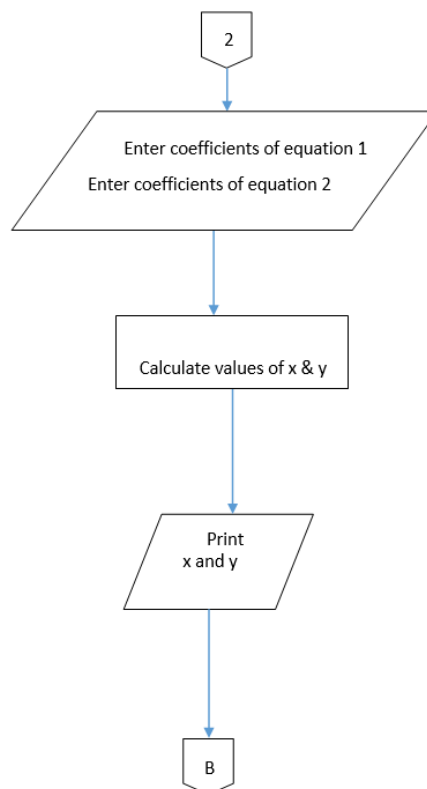 2
Enter coefficients of equation 1
Enter coefficients of equation 2
Calculate values of x & y
Print
x and y
B